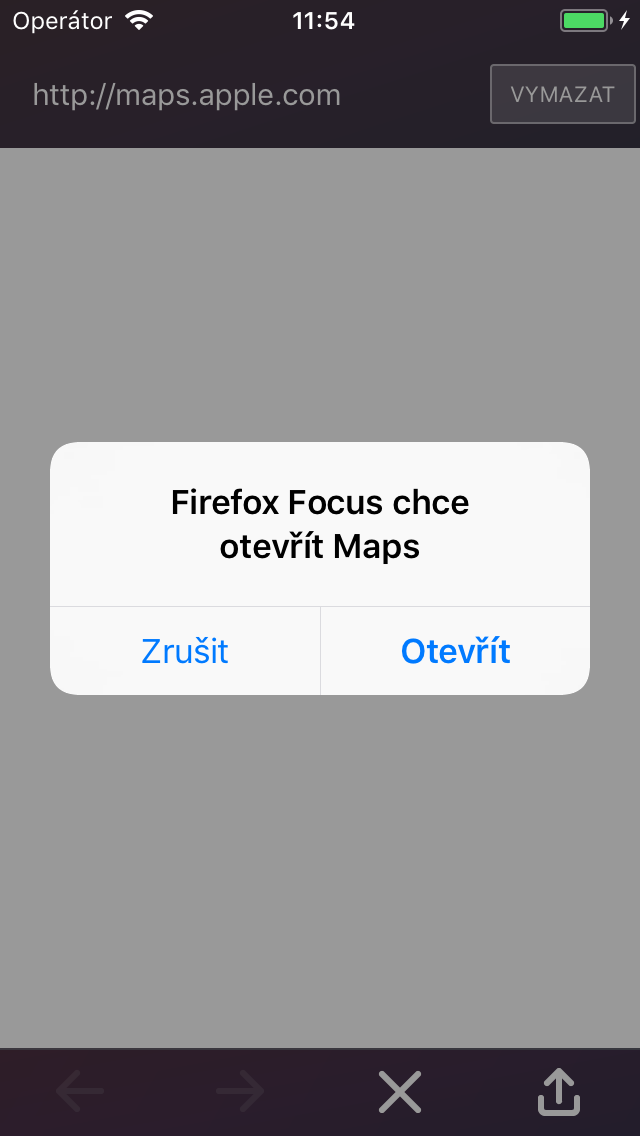 Operátor 11:54
http://maps.apple.com VYMAZAT
Firefox Focus chce
otevřít Maps
Zrušit Otevřít